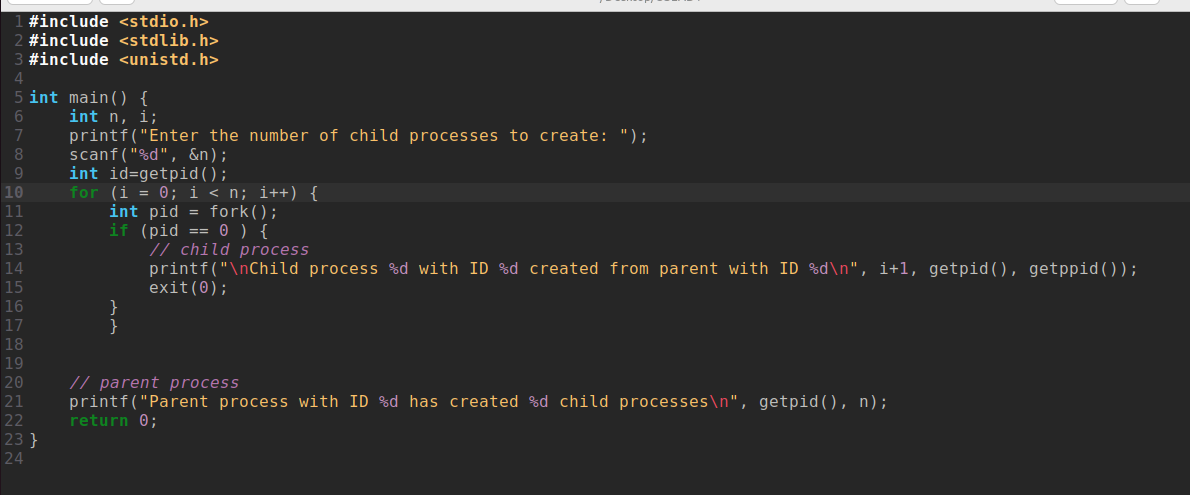 1 #include <stdio.h>
2 #include <stdlib.h>
3 #include <unistd.h>
4
5 int main() {
6     int n, i;
7     printf("Enter the number of child processes to create: ");
8     scanf("%d", &n);
9     int id=getpid();
10     for (i = 0; i < n; i++) {
11         int pid = fork();
12         if (pid == 0 ) {
13             // child process
14             printf("\nChild process %d with ID %d created from parent with ID %d\n", i+1, getpid(), getppid());
15             exit(0);
16         }
17         }
18
19
20     // parent process
21     printf("Parent process with ID %d has created %d child processes\n", getpid(), n);
22     return 0;
23 }
24